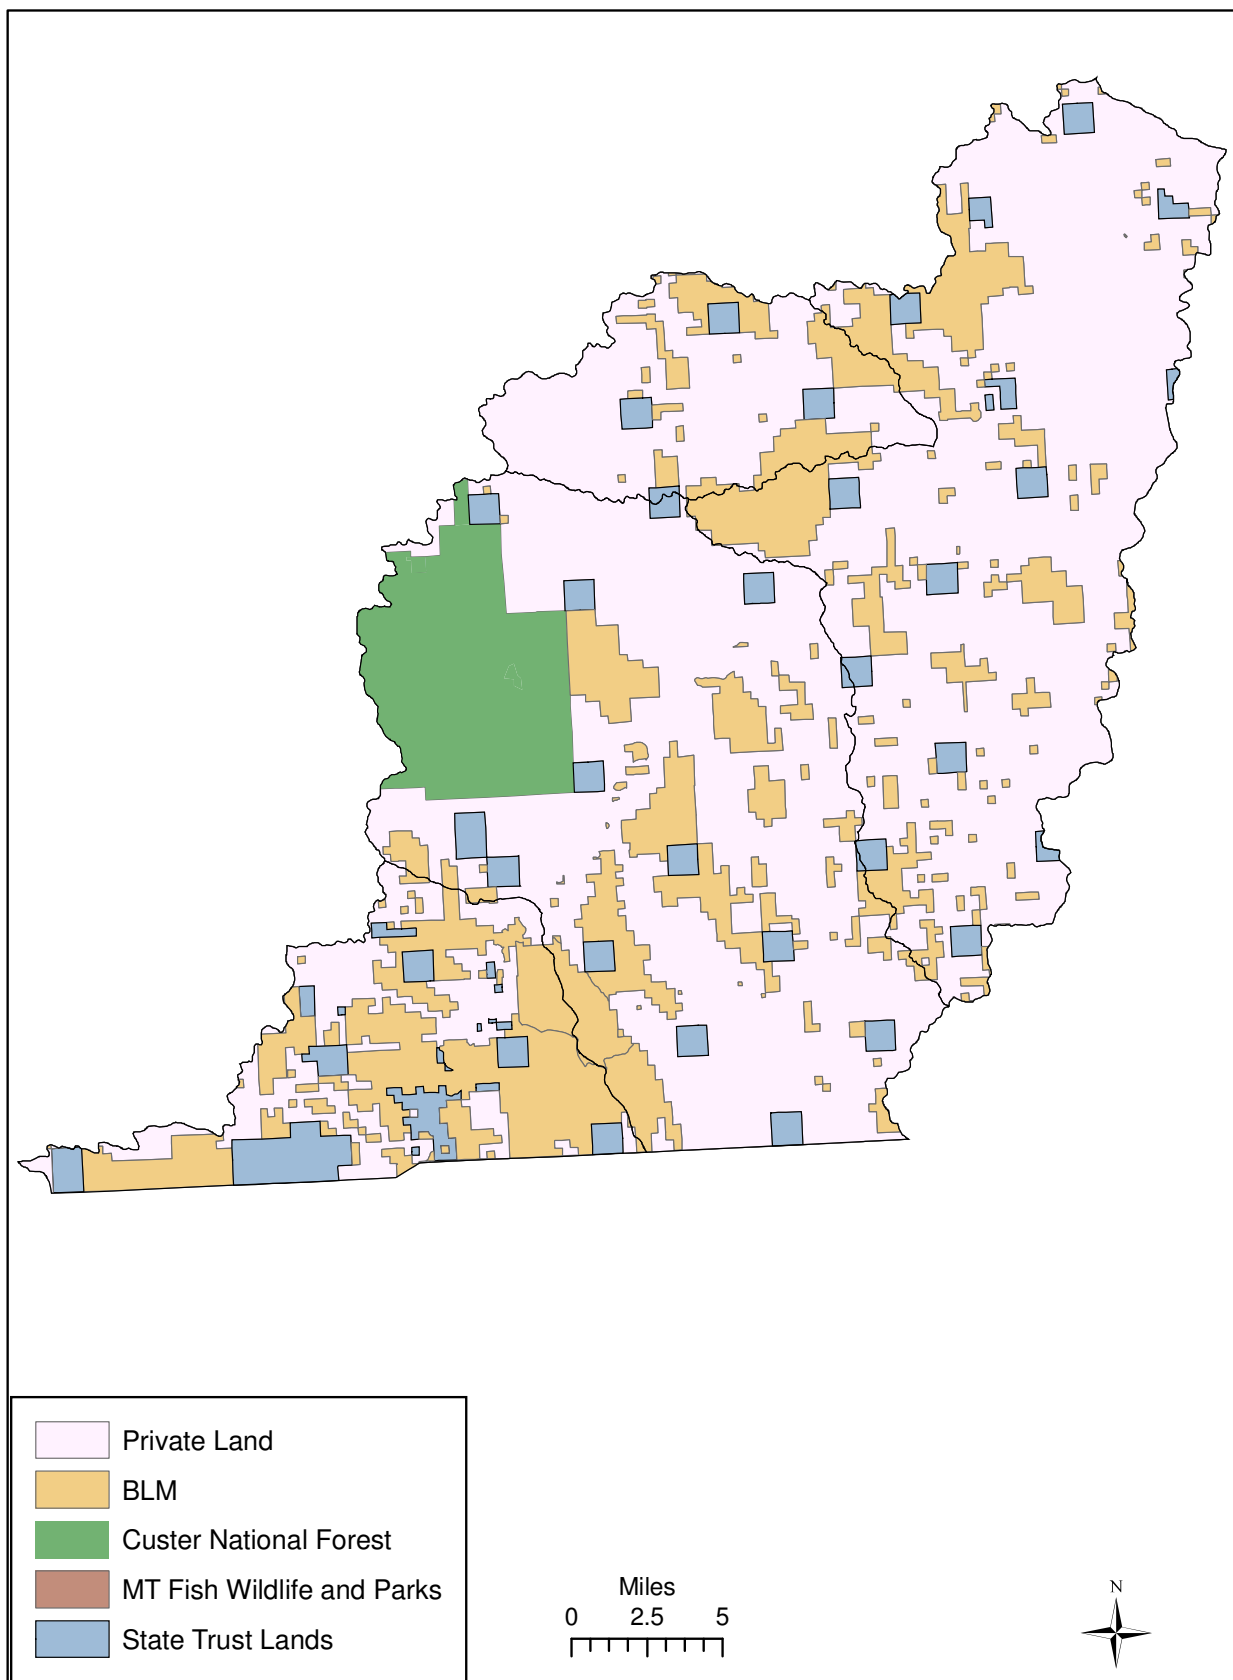 Private Land
BLM
Custer National Forest
MT Fish Wildlife and Parks
State Trust Lands
Miles
0 2.5 5
N